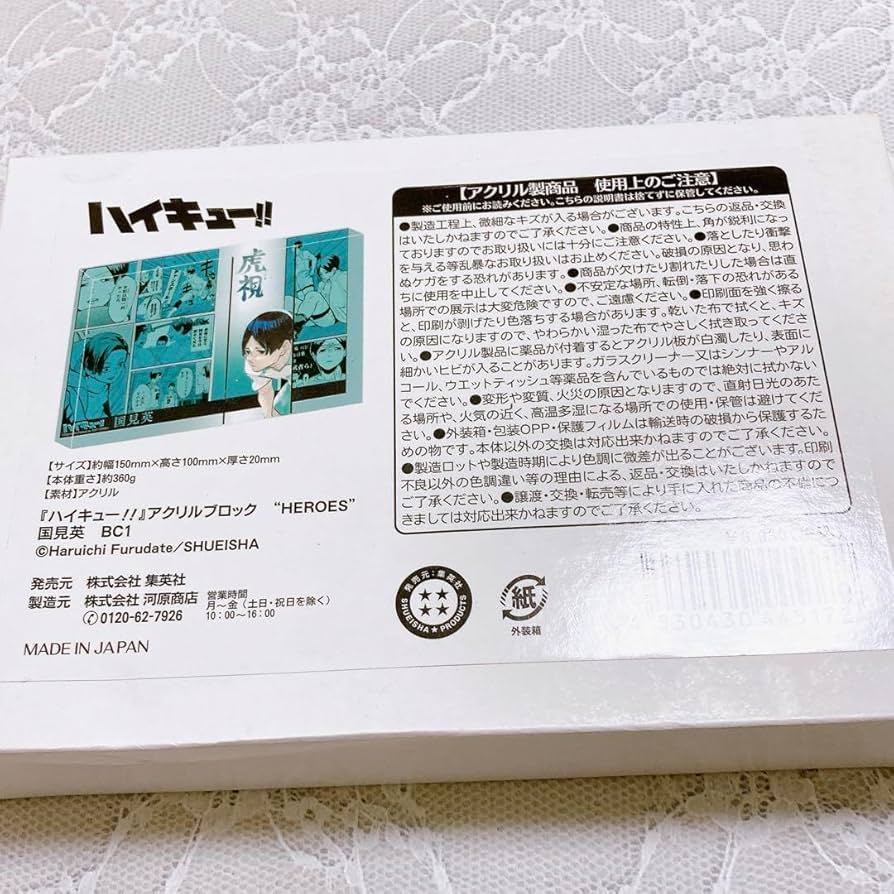 ハイキュー!!
虎視
ハイキュー!! 国見英
【サイズ】約幅150mm×高さ100mm×厚さ20mm
【本体重さ】約360g
【素材】アクリル
『ハイキュー!!』アクリルブロック “HEROES”
国見英 BC1
©Haruichi Furudate/SHUEISHA
発売元 株式会社 集英社
製造元 株式会社 河原商店
0120-62-7926
営業時間
月～金(土日・祝日を除く)
10:00～16:00
MADE IN JAPAN
【アクリル製商品 使用上のご注意】
※ご使用前にお読みください。こちらの説明書は捨てずに保管してください。
●製造工程上、微細なキズが入る場合がございます。こちらの返品・交換
はいたしかねますのでご了承ください。●商品の特性上、角が鋭利になっ
ておりますのでお取り扱いには十分にご注意ください。●落としたり衝撃
を与える等乱暴なお取り扱いはお止めください。破損の原因となり、思わ
ぬケガをする恐れがあります。●商品が欠けたり割れたりした場合は直
ちに使用を中止してください。●不安定な場所、転倒・落下の恐れがある
場所での展示は大変危険ですので、ご遠慮ください。●印刷面を強く擦る
と、印刷が剥げたり色落ちする場合があります。乾いた布で拭くと、キズ
の原因になりますので、やわらかい湿った布でやさしく拭き取ってくださ
い。●アクリル製品に薬品が付着するとアクリル板が白濁したり、表面に
細かいヒビが入ることがあります。ガラスクリーナー又はシンナーやアル
コール、ウエットティッシュ等薬品を含んでいるものでは絶対に拭かない
でください。●変形や変質、火災の原因となりますので、直射日光のあた
る場所や、火気の近く、高温多湿になる場所での使用・保管は避けてくだ
さい。●外装箱・包装OPP・保護フィルムは輸送時の破損から保護するた
めの物です。本体以外の交換は対応出来かねますのでご了承ください。
●製造ロットや製造時期により色調に微差が出ることがございます。印刷
不良以外の色調違い等の理由による、返品・交換はいたしかねますのでご
了承ください。●譲渡・交換・転売等により手に入れた商品の不備につ
きましては対応出来かねますのでご了承ください。
発売元:集英社
SHUEISHA PRODUCTS
紙
外装箱